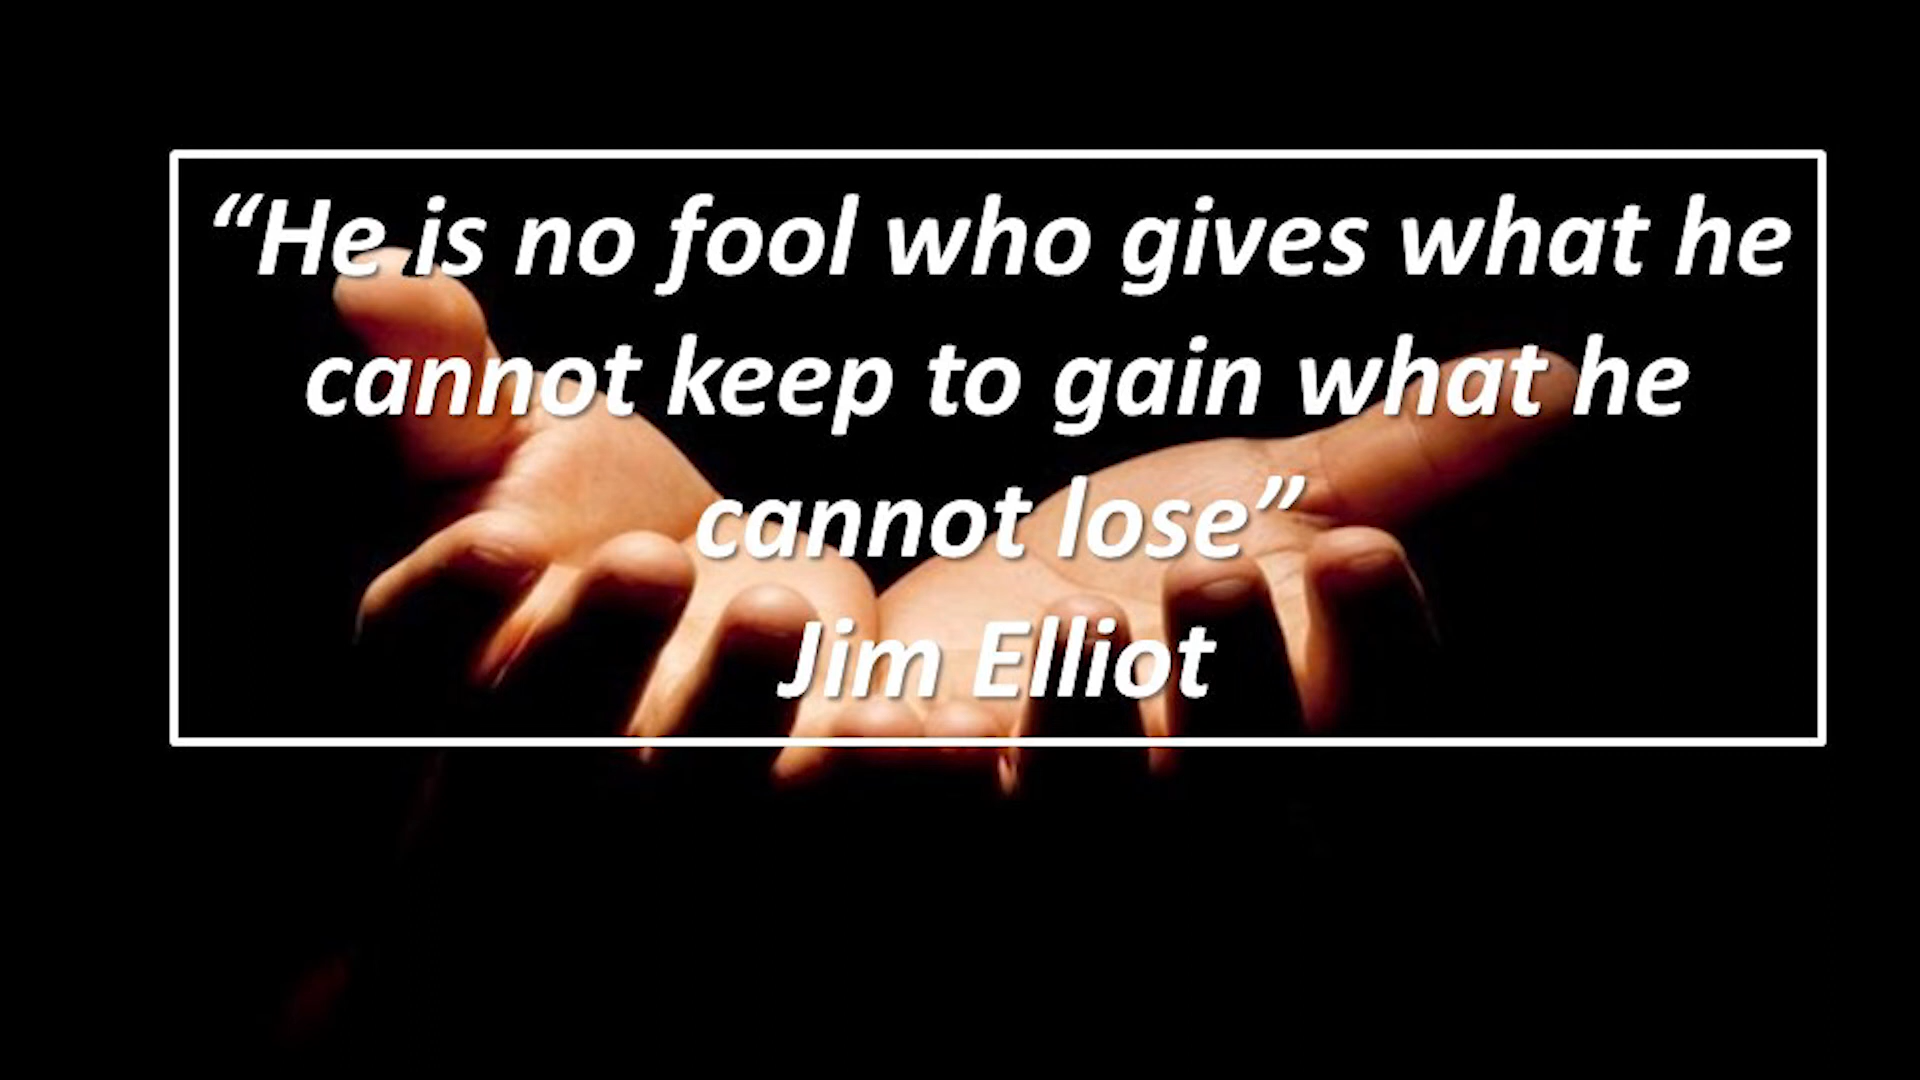 “He is no fool who gives what he
cannot keep to gain what he
cannot lose”
Jim Elliot